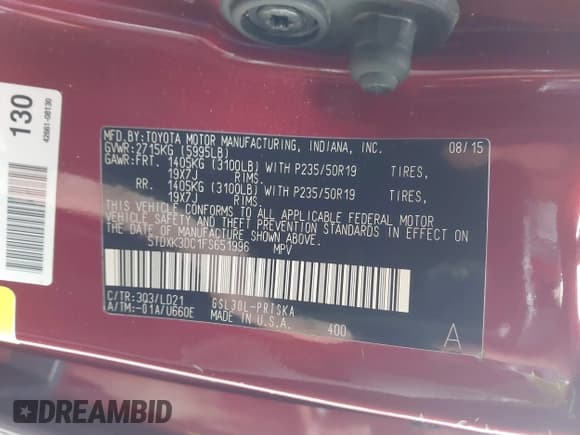 130
42661-08130
MFD.BY:TOYOTA MOTOR MANUFACTURING, INDIANA, INC. 08/15
GVWR:2715KG (5995LB)
GAWR:FRT. 1405KG (3100LB) WITH P235/50R19 TIRES,
19X7J RIMS.
RR. 1405KG (3100LB) WITH P235/50R19 TIRES,
19X7J RIMS.
THIS VEHICLE CONFORMS TO ALL APPLICABLE FEDERAL MOTOR
VEHICLE SAFETY AND THEFT PREVENTION STANDARDS IN EFFECT ON
THE DATE OF MANUFACTURE SHOWN ABOVE.
5TDXK3DC1FS651996 MPV
C/TR:303/LD21 GSL30L-PRTSKA
A/TM:-01A/U660E MADE IN U.S.A. 400 A
DREAMBID